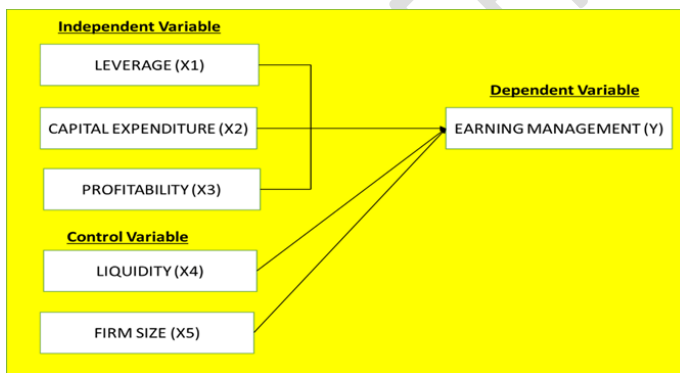 Independent Variable
LEVERAGE (X1)
CAPITAL EXPENDITURE (X2)
PROFITABILITY (X3)
Control Variable
LIQUIDITY (X4)
FIRM SIZE (X5)
Dependent Variable
EARNING MANAGEMENT (Y)